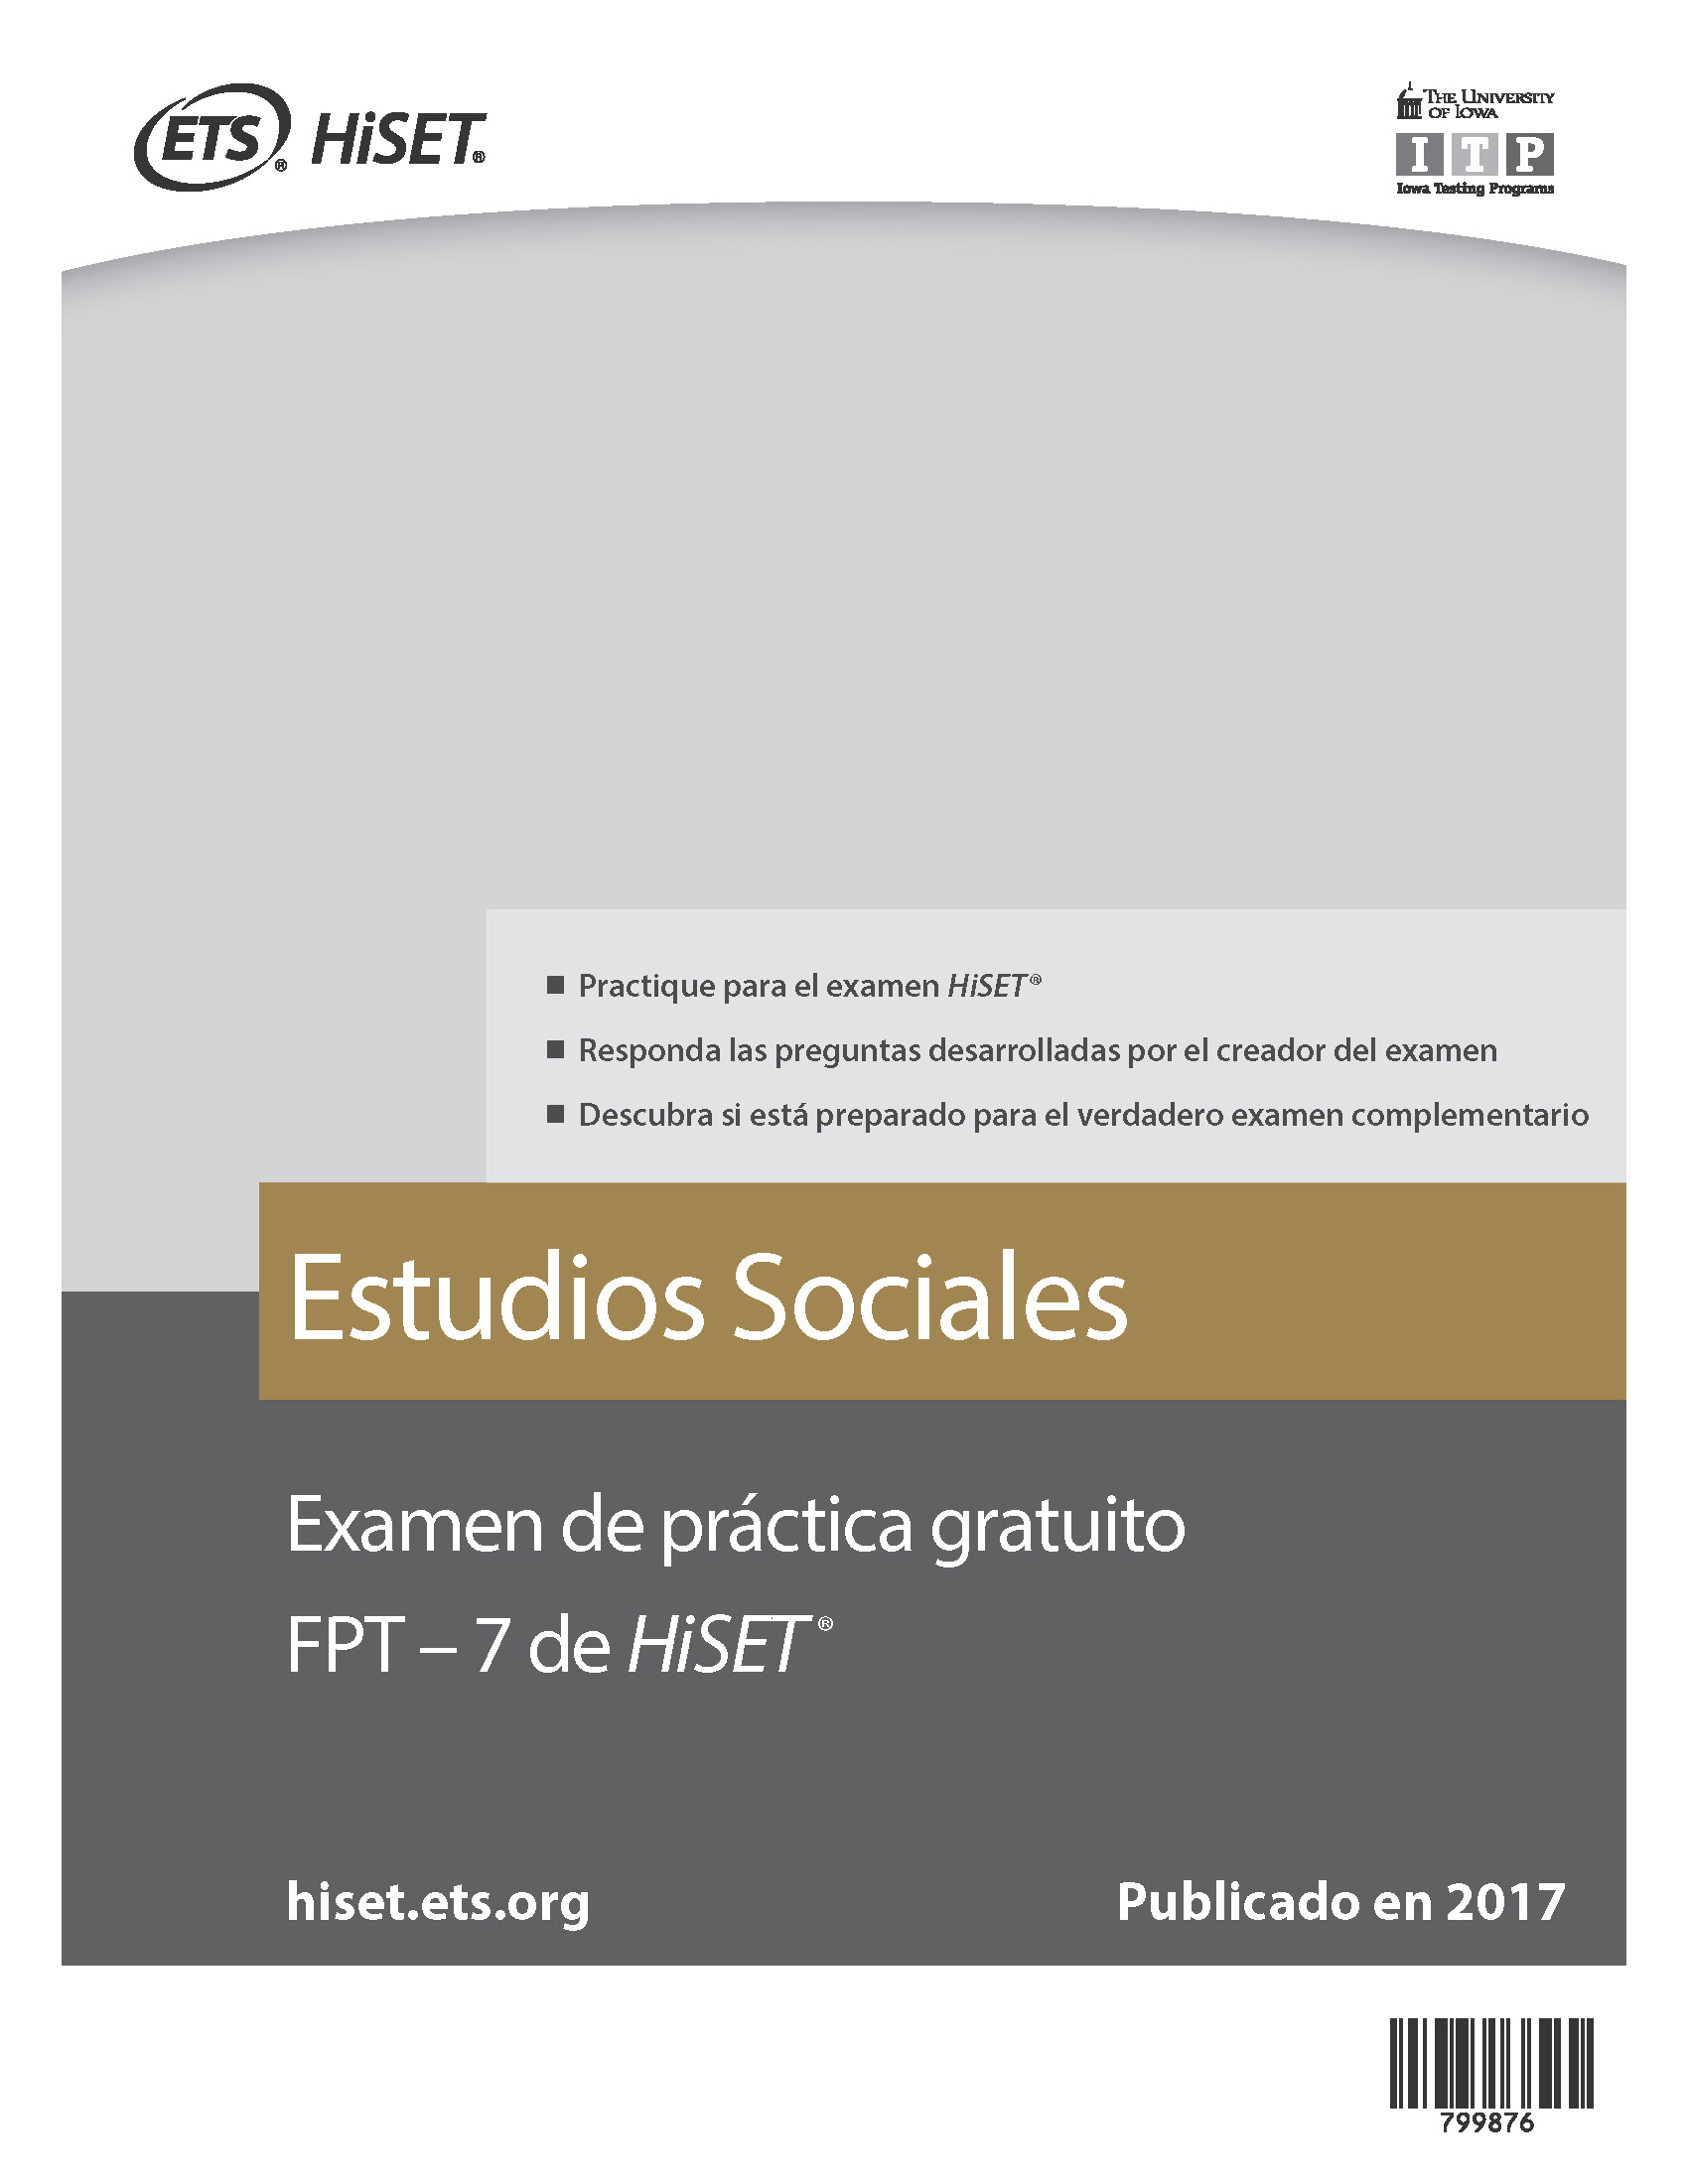 ETS® HiSET®
THE UNIVERSITY
OF IOWA
ITP
Iowa Testing Programs
■ Practique para el examen HiSET®
■ Responda las preguntas desarrolladas por el creador del examen
■ Descubra si está preparado para el verdadero examen complementario
Estudios Sociales
Examen de práctica gratuito
FPT – 7 de HiSET®
hiset.ets.org
Publicado en 2017
799876